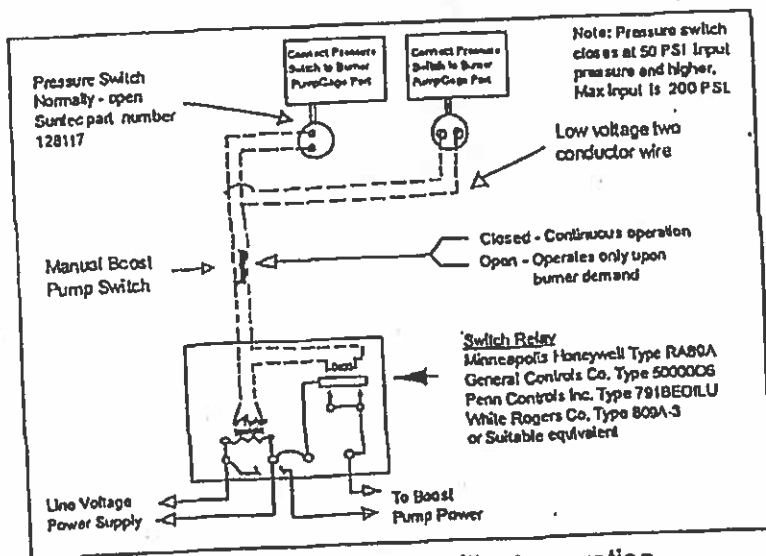 Connect Pressure
Switch to Burner
Pump Gage Port
Connect Pressure
Switch to Burner
Pump Gage Port
Note: Pressure switch
closes at 50 PSI Input
pressure and higher,
Max Input is 200 PSI.
Pressure Switch
Normally - open
Suntec part number
128117
Low voltage two
conductor wire
Manual Boost
Pump Switch
Closed - Continuous operation
Open - Operates only upon
burner demand
Switch Relay
Minneapolis Honeywell Type RA89A
General Controls Co. Type
Penn Controls Inc. Type
White Rogers Co. Type 809A-3
or Suitable equivalent
Line Voltage
Power Supply
To Boost
Pump Power